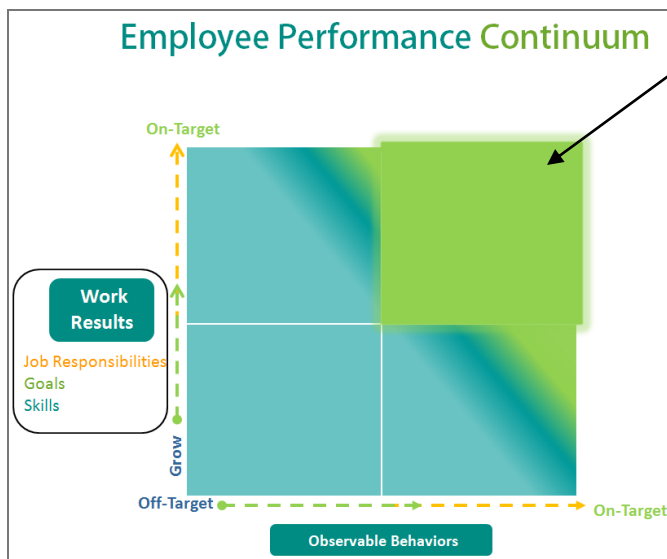 Employee Performance Continuum
On-Target
Work
Results
Job Responsibilities
Goals
Skills
Grow
Off-Target
On-Target
Observable Behaviors